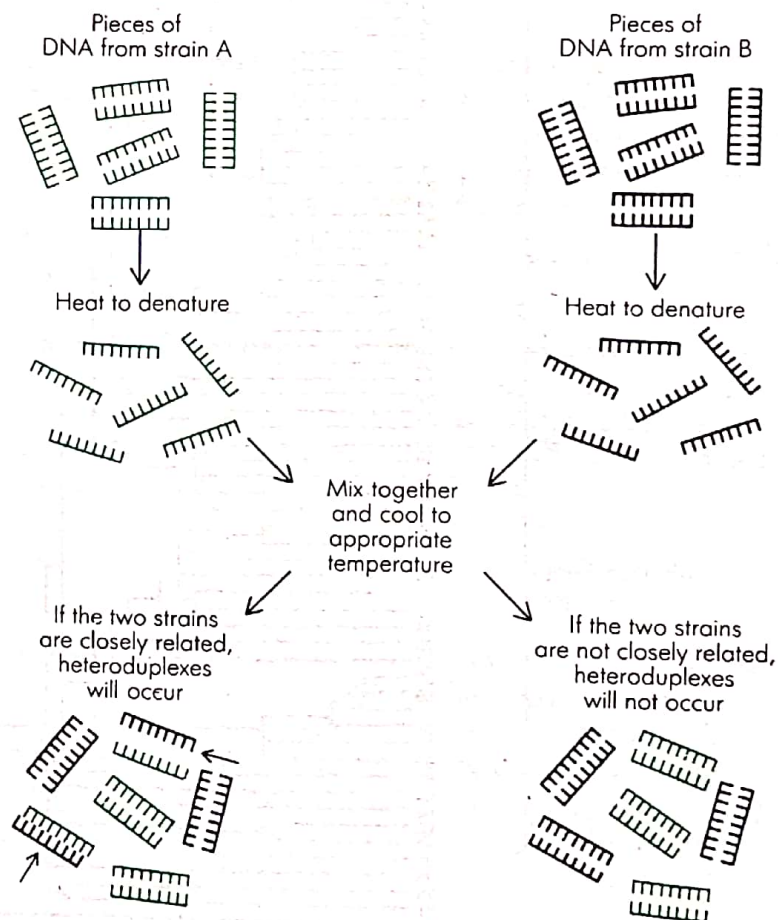 Pieces of
DNA from strain A
Pieces of
DNA from strain B
Heat to denature
Heat to denature
Mix together
and cool to
appropriate
temperature
If the two strains
are closely related,
heteroduplexes
will occur
If the two strains
are not closely related,
heteroduplexes
will not occur